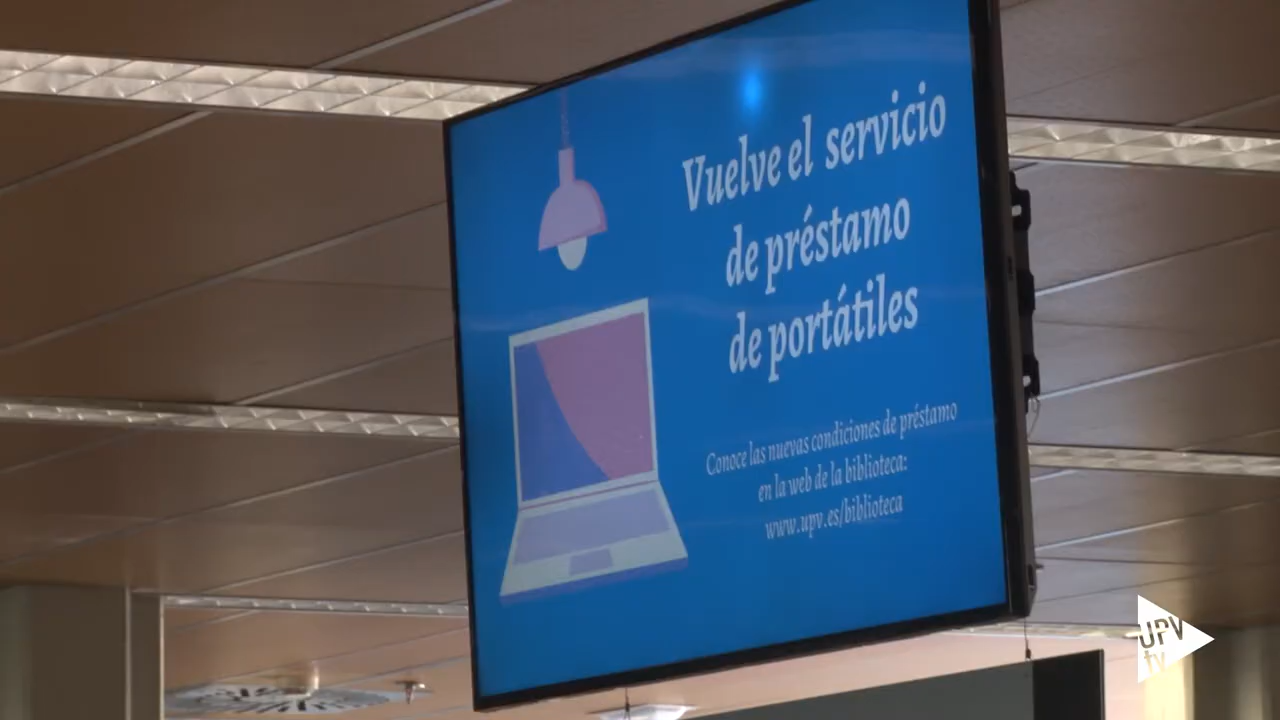 Vuelve el servicio
de préstamo
de portátiles
Conoce las nuevas condiciones de préstamo
en la web de la biblioteca:
www.upv.es/biblioteca
UPV
tv